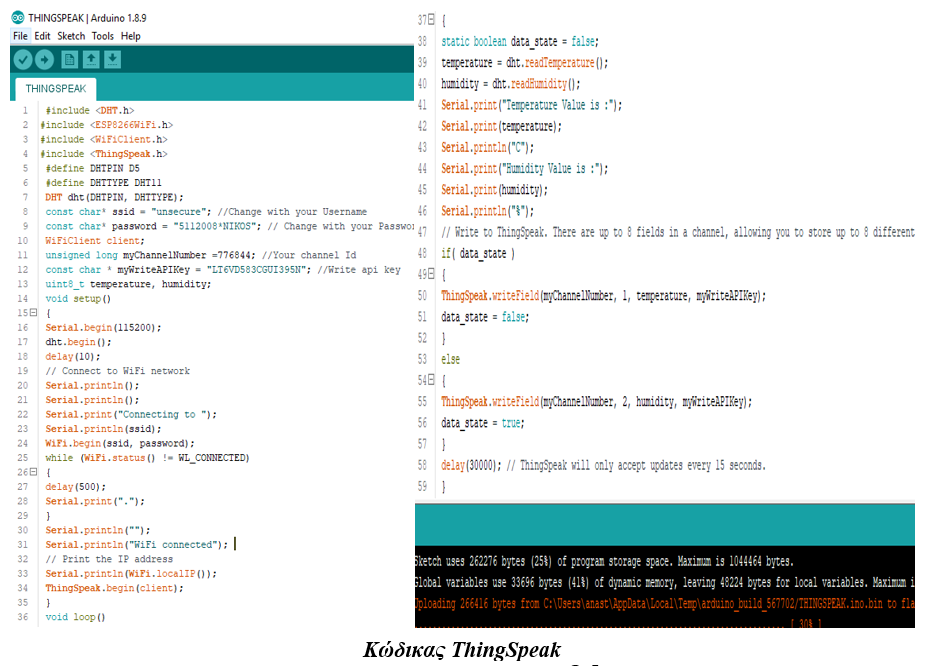 THINGSPEAK | Arduino 1.8.9
File Edit Sketch Tools Help
THINGSPEAK
1 #include <DHT.h>
2 #include <ESP8266WiFi.h>
3 #include <WiFiClient.h>
4 #include <ThingSpeak.h>
5 #define DHTPIN D5
6 #define DHTTYPE DHT11
7 DHT dht(DHTPIN, DHTTYPE);
8 const char* ssid = "unsecure"; //Change with your Username
9 const char* password = "5112008*NIKOS"; // Change with your Passwor
10 WiFiClient client;
11 unsigned long myChannelNumber =776844; //Your channel Id
12 const char * myWriteAPIKey = "LT6VD583CGUI395N"; //Write api key
13 uint8_t temperature, humidity;
14 void setup()
15 {
16 Serial.begin(115200);
17 dht.begin();
18 delay(10);
19 // Connect to WiFi network
20 Serial.println();
21 Serial.println();
22 Serial.print("Connecting to ");
23 Serial.println(ssid);
24 WiFi.begin(ssid, password);
25 while (WiFi.status() != WL_CONNECTED)
26 {
27 delay(500);
28 Serial.print(".");
29 }
30 Serial.println("");
31 Serial.println("WiFi connected");
32 // Print the IP address
33 Serial.println(WiFi.localIP());
34 ThingSpeak.begin(client);
35 }
36 void loop()
37 {
38 static boolean data_state = false;
39 temperature = dht.readTemperature();
40 humidity = dht.readHumidity();
41 Serial.print("Temperature Value is :");
42 Serial.print(temperature);
43 Serial.println("C");
44 Serial.print("Humidity Value is :");
45 Serial.print(humidity);
46 Serial.println("%");
47 // Write to ThingSpeak. There are up to 8 fields in a channel, allowing you to store up to 8 different
48 if( data_state )
49 {
50 ThingSpeak.writeField(myChannelNumber, 1, temperature, myWriteAPIKey);
51 data_state = false;
52 }
53 else
54 {
55 ThingSpeak.writeField(myChannelNumber, 2, humidity, myWriteAPIKey);
56 data_state = true;
57 }
58 delay(30000); // ThingSpeak will only accept updates every 15 seconds.
59 }
Sketch uses 262276 bytes (25%) of program storage space. Maximum is 1044464 bytes.
Global variables use 33696 bytes (41%) of dynamic memory, leaving 48224 bytes for local variables. Maximum i
Uploading 266416 bytes from C:\Users\anast\AppData\Local\Temp\arduino_build_567702/THINGSPEAK.ino.bin to fla
................................................................................ [ 30% ]
Κώδικας ThingSpeak